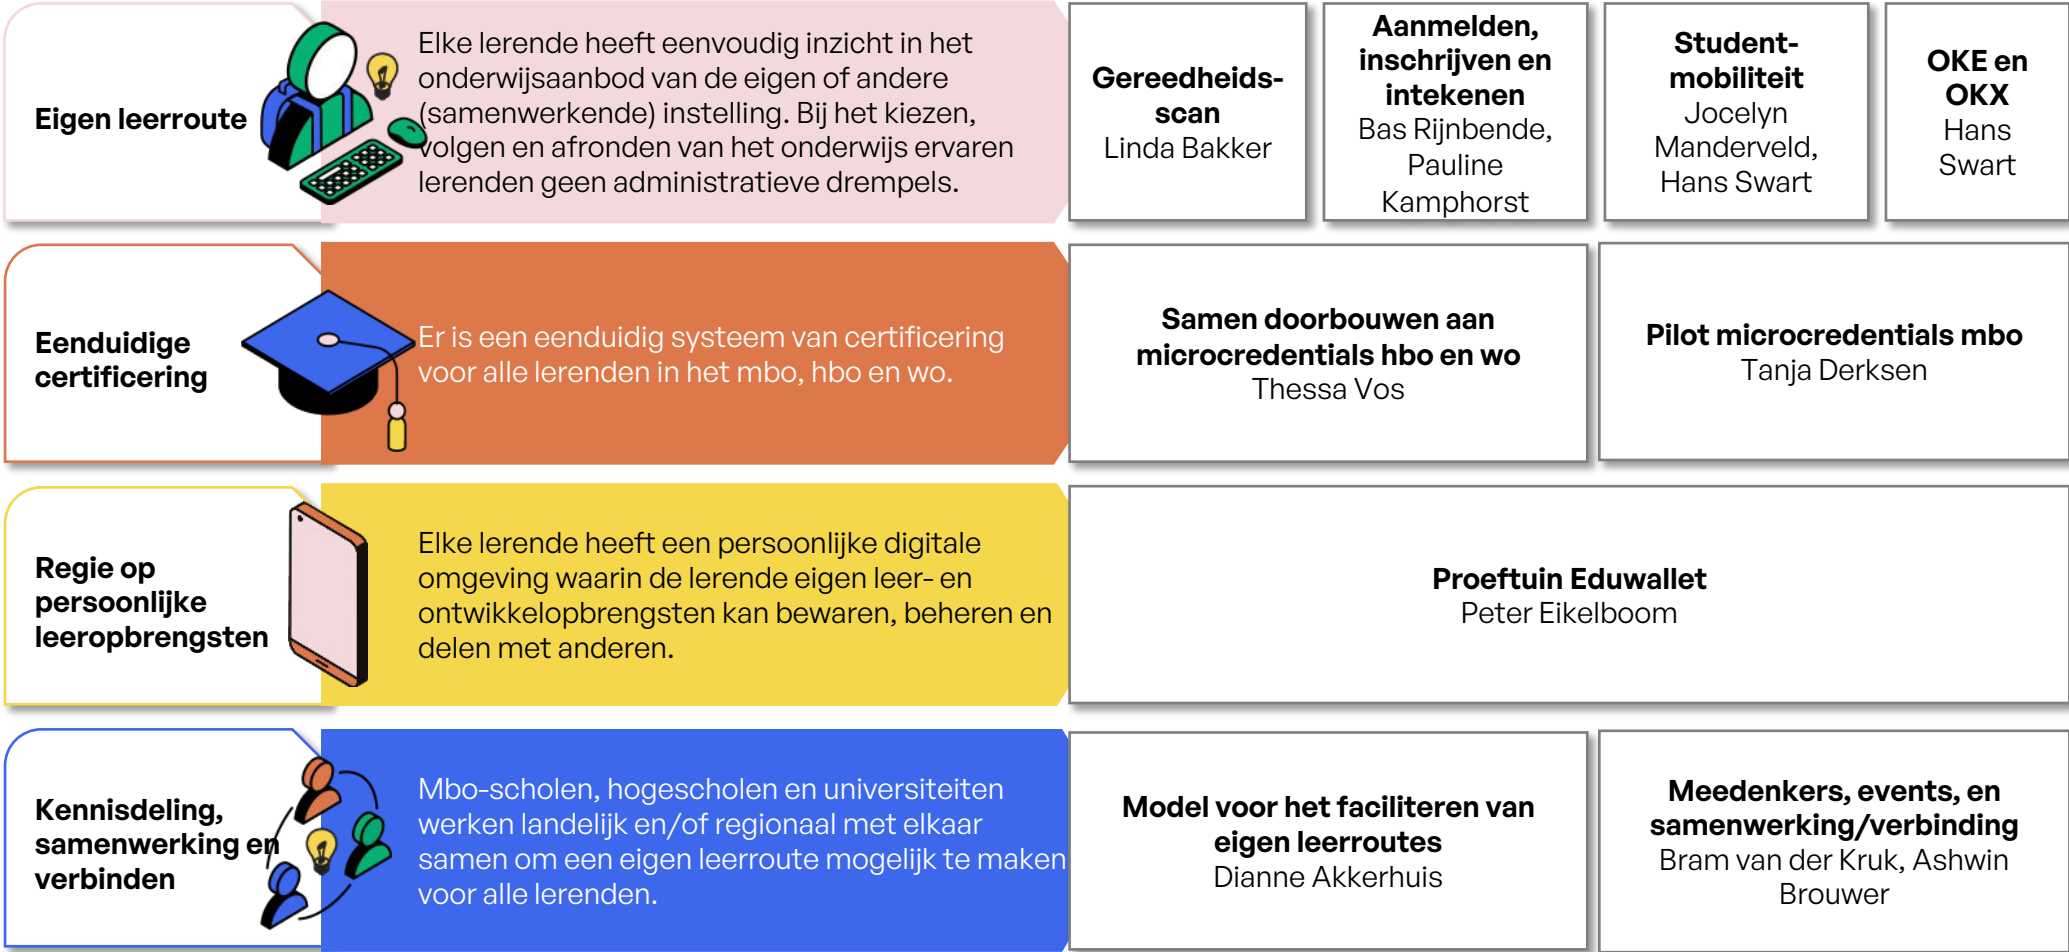 Eigen leerroute
Elke lerende heeft eenvoudig inzicht in het
onderwijsaanbod van de eigen of andere
(samenwerkende) instelling. Bij het kiezen,
volgen en afronden van het onderwijs ervaren
lerenden geen administratieve drempels.
Gereedheids-
scan
Linda Bakker
Aanmelden,
inschrijven en
intekenen
Bas Rijnbende,
Pauline
Kamphorst
Student-
mobiliteit
Jocelyn
Manderveld,
Hans Swart
OKE en
OKX
Hans
Swart
Eenduidige
certificering
Er is een eenduidig systeem van certificering
voor alle lerenden in het mbo, hbo en wo.
Samen doorbouwen aan
microcredentials hbo en wo
Thessa Vos
Pilot microcredentials mbo
Tanja Derksen
Regie op
persoonlijke
leeropbrengsten
Elke lerende heeft een persoonlijke digitale
omgeving waarin de lerende eigen leer- en
ontwikkelopbrengsten kan bewaren, beheren en
delen met anderen.
Proeftuin Eduwallet
Peter Eikelboom
Kennisdeling,
samenwerking en
verbinden
Mbo-scholen, hogescholen en universiteiten
werken landelijk en/of regionaal met elkaar
samen om een eigen leerroute mogelijk te maken
voor alle lerenden.
Model voor het faciliteren van
eigen leerroutes
Dianne Akkerhuis
Meedenkers, events, en
samenwerking/verbinding
Bram van der Kruk, Ashwin
Brouwer